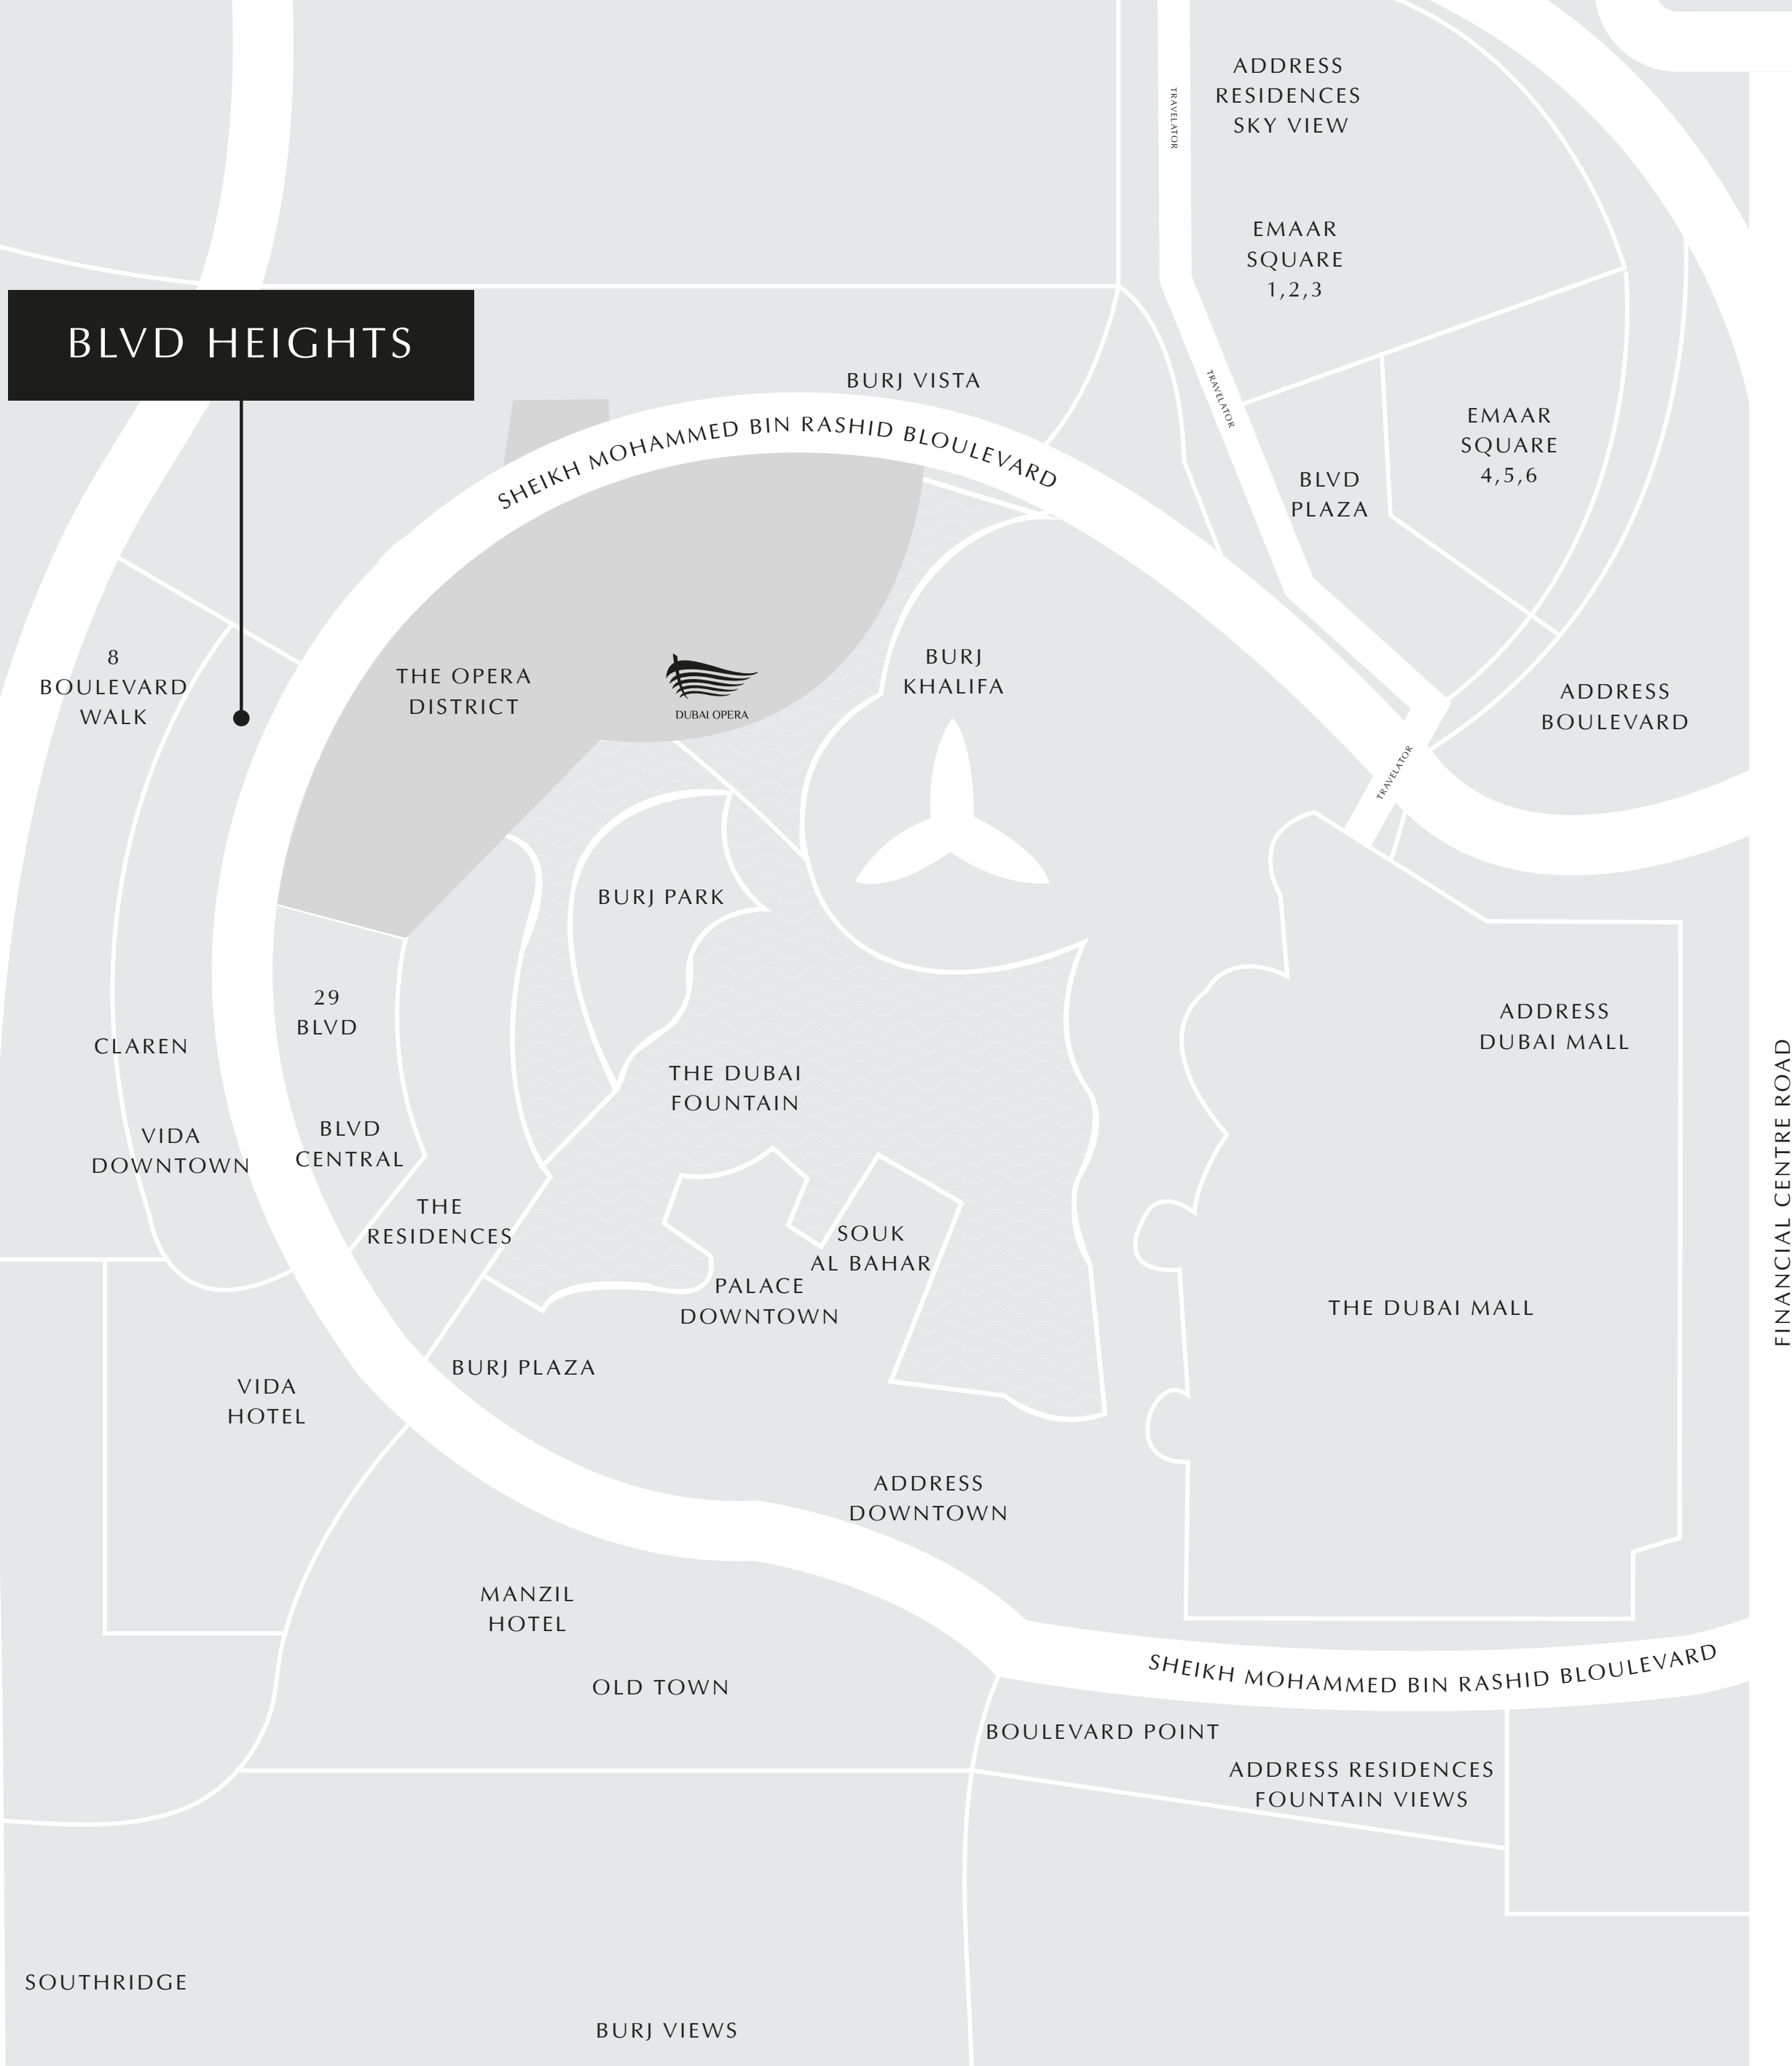 TRAVELATOR
ADDRESS
RESIDENCES
SKY VIEW
EMAAR
SQUARE
1,2,3
BLVD HEIGHTS
BURJ VISTA
SHEIKH MOHAMMED BIN RASHID BLOULEVARD
TRAVELATOR
EMAAR
SQUARE
4,5,6
BLVD
PLAZA
8
BOULEVARD
WALK
THE OPERA
DISTRICT
DUBAI OPERA
BURJ
KHALIFA
ADDRESS
BOULEVARD
TRAVELATOR
BURJ PARK
29
BLVD
ADDRESS
DUBAI MALL
CLAREN
THE DUBAI
FOUNTAIN
FINANCIAL CENTRE ROAD
VIDA
DOWNTOWN
BLVD
CENTRAL
THE
RESIDENCES
SOUK
AL BAHAR
PALACE
DOWNTOWN
THE DUBAI MALL
BURJ PLAZA
VIDA
HOTEL
ADDRESS
DOWNTOWN
MANZIL
HOTEL
OLD TOWN
SHEIKH MOHAMMED BIN RASHID BLOULEVARD
BOULEVARD POINT
ADDRESS RESIDENCES
FOUNTAIN VIEWS
SOUTHRIDGE
BURJ VIEWS